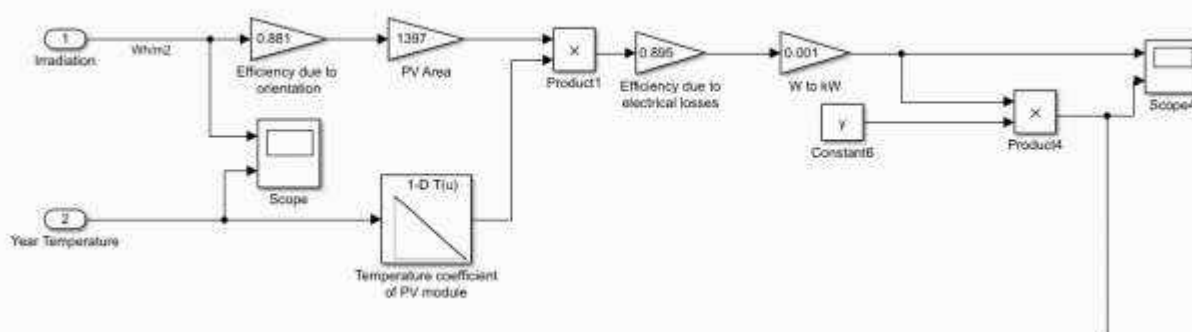 1
Irradiation
Wh/m2
0.881
Efficiency due to
orientation
1397
PV Area
×
Product1
0.895
Efficiency due to
electrical losses
0.001
W to kW
y
Constant6
×
Product4
Scope4
Scope
2
Year Temperature
1-D T(u)
Temperature coefficient
of PV module